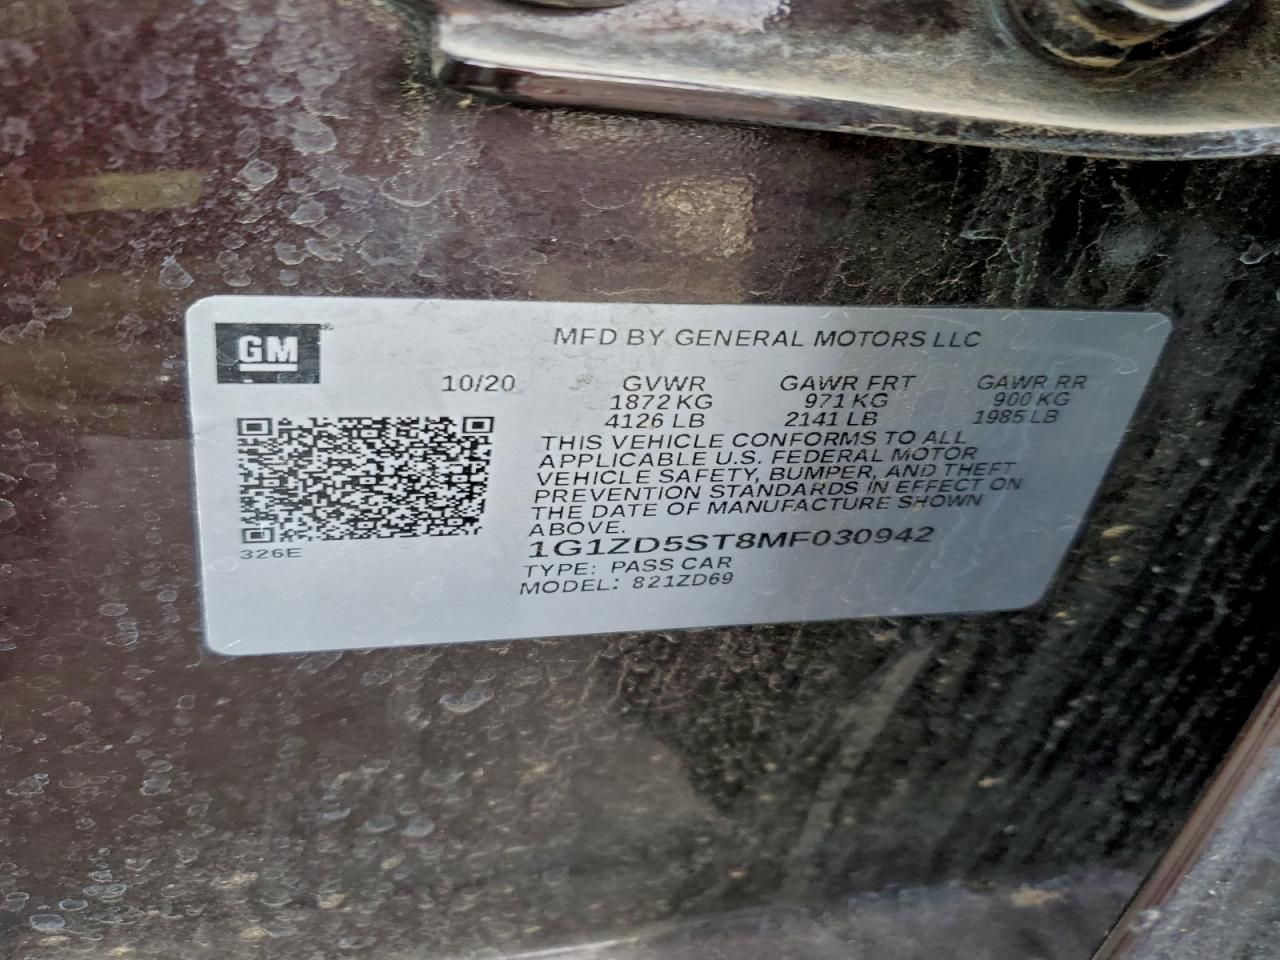 GM
MFD BY GENERAL MOTORS LLC
10/20 GVWR GAWR FRT GAWR RR
1872 KG 971 KG 900 KG
4126 LB 2141 LB 1985 LB
THIS VEHICLE CONFORMS TO ALL
APPLICABLE U.S. FEDERAL MOTOR
VEHICLE SAFETY, BUMPER, AND THEFT
PREVENTION STANDARDS IN EFFECT ON
THE DATE OF MANUFACTURE SHOWN
ABOVE.
326E
1G1ZD5ST8MF030942
TYPE: PASS CAR
MODEL: 821ZD69